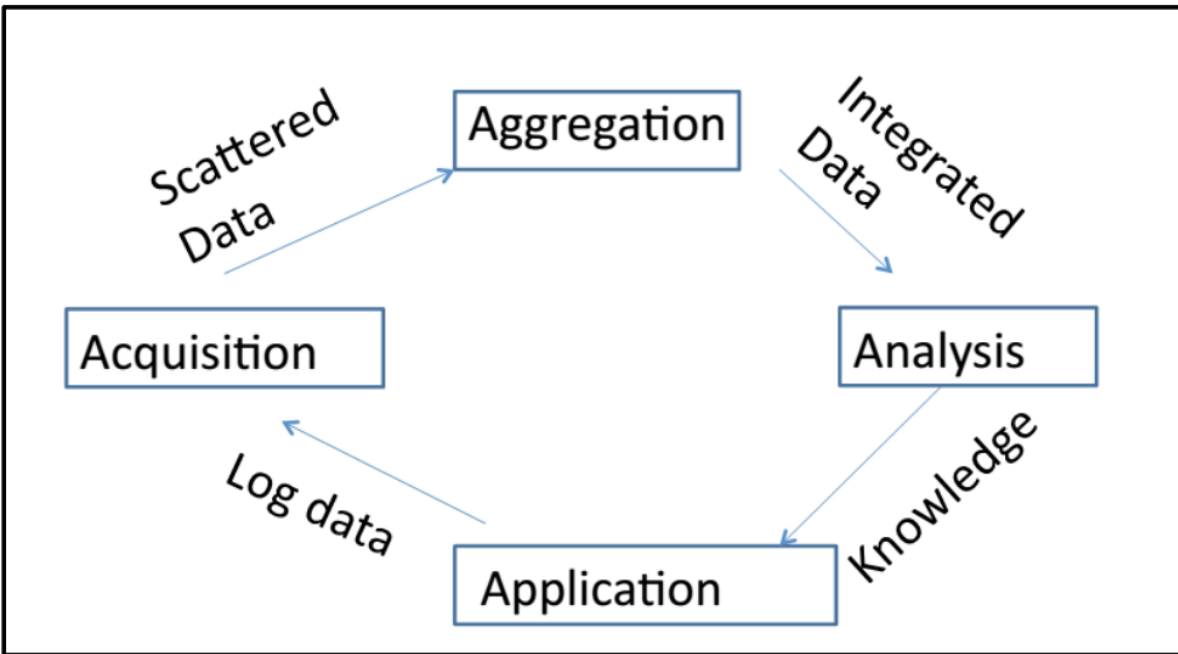 Aggregation
Scattered
Data
Integrated
Data
Acquisition
Analysis
Log data
Knowledge
Application